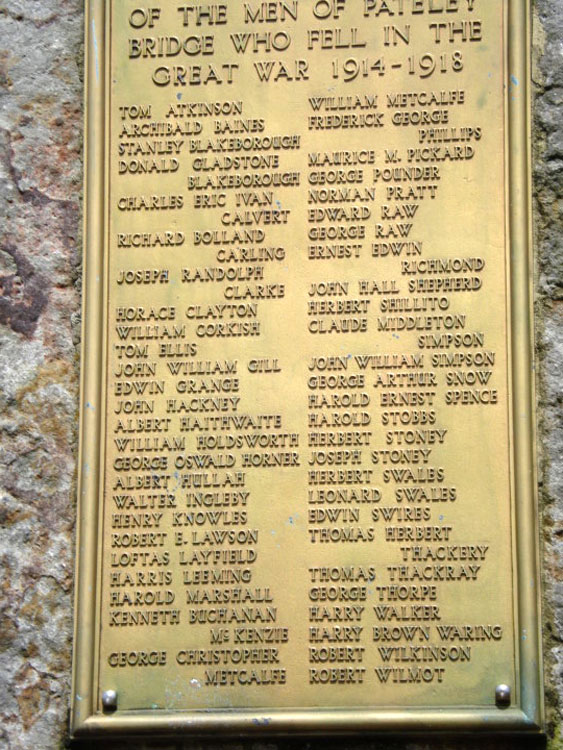 OF THE MEN OF PATELEY
BRIDGE WHO FELL IN THE
GREAT WAR 1914-1918
TOM ATKINSON
ARCHIBALD BAINES
STANLEY BLAKEBOROUGH
DONALD GLADSTONE
BLAKEBOROUGH
CHARLES ERIC IVAN
CALVERT
RICHARD BOLLAND
CARLING
JOSEPH RANDOLPH
CLARKE
HORACE CLAYTON
WILLIAM CORKISH
TOM ELLIS
JOHN WILLIAM GILL
EDWIN GRANGE
JOHN HACKNEY
ALBERT HAITHWAITE
WILLIAM HOLDSWORTH
GEORGE OSWALD HORNER
ALBERT HULLAH
WALTER INGLEBY
HENRY KNOWLES
ROBERT E. LAWSON
LOFTAS LAYFIELD
HARRIS LEEMING
HAROLD MARSHALL
KENNETH BUCHANAN
MCKENZIE
GEORGE CHRISTOPHER
METCALFE
WILLIAM METCALFE
FREDERICK GEORGE
PHILLIPS
MAURICE M. PICKARD
GEORGE POUNDER
NORMAN PRATT
EDWARD RAW
GEORGE RAW
ERNEST EDWIN
RICHMOND
JOHN HALL SHEPHERD
HERBERT SHILLITO
CLAUDE MIDDLETON
SIMPSON
JOHN WILLIAM SIMPSON
GEORGE ARTHUR SNOW
HAROLD ERNEST SPENCE
HAROLD STOBBS
HERBERT STONEY
JOSEPH STONEY
HERBERT SWALES
LEONARD SWALES
EDWIN SWIRES
THOMAS HERBERT
THACKERY
THOMAS THACKRAY
GEORGE THORPE
HARRY WALKER
HARRY BROWN WARING
ROBERT WILKINSON
ROBERT WILMOT